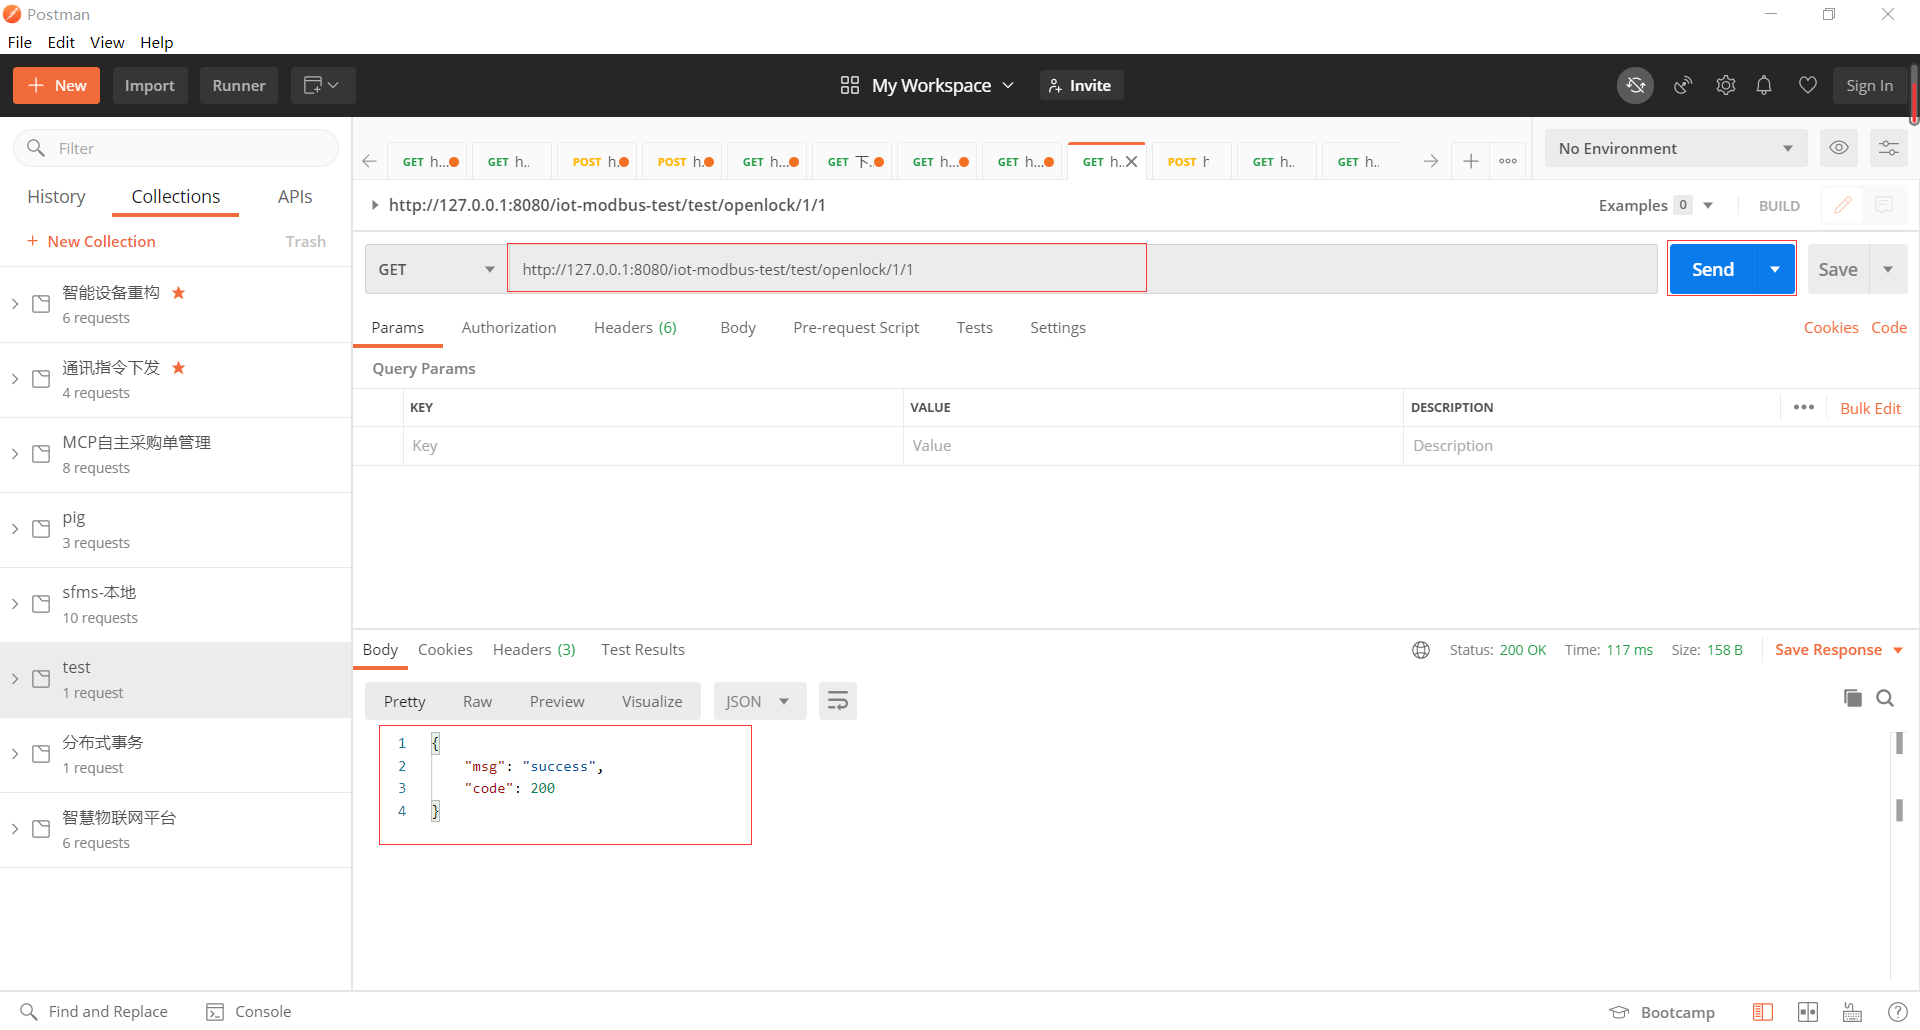 Postman
File Edit View Help
New Import Runner My Workspace Invite Sign In
Filter
History Collections APIs
+ New Collection Trash
智能设备重构
6 requests
通讯指令下发
4 requests
MCP自主采购单管理
8 requests
pig
3 requests
sfms-本地
10 requests
test
1 request
分布式事务
1 request
智慧物联网平台
6 requests
GET h... GET h.. POST h. POST h. GET h... GET 下. GET h... GET h... GET h.. POST h GET h.. GET h.. No Environment
http://127.0.0.1:8080/iot-modbus-test/test/openlock/1/1 Examples 0 BUILD
GET http://127.0.0.1:8080/iot-modbus-test/test/openlock/1/1 Send Save
Params Authorization Headers (6) Body Pre-request Script Tests Settings Cookies Code
Query Params
KEY VALUE DESCRIPTION ••• Bulk Edit
Key Value Description
Body Cookies Headers (3) Test Results Status: 200 OK Time: 117 ms Size: 158 B Save Response
Pretty Raw Preview Visualize JSON
1 {
2 "msg": "success",
3 "code": 200
4 }
Find and Replace Console Bootcamp